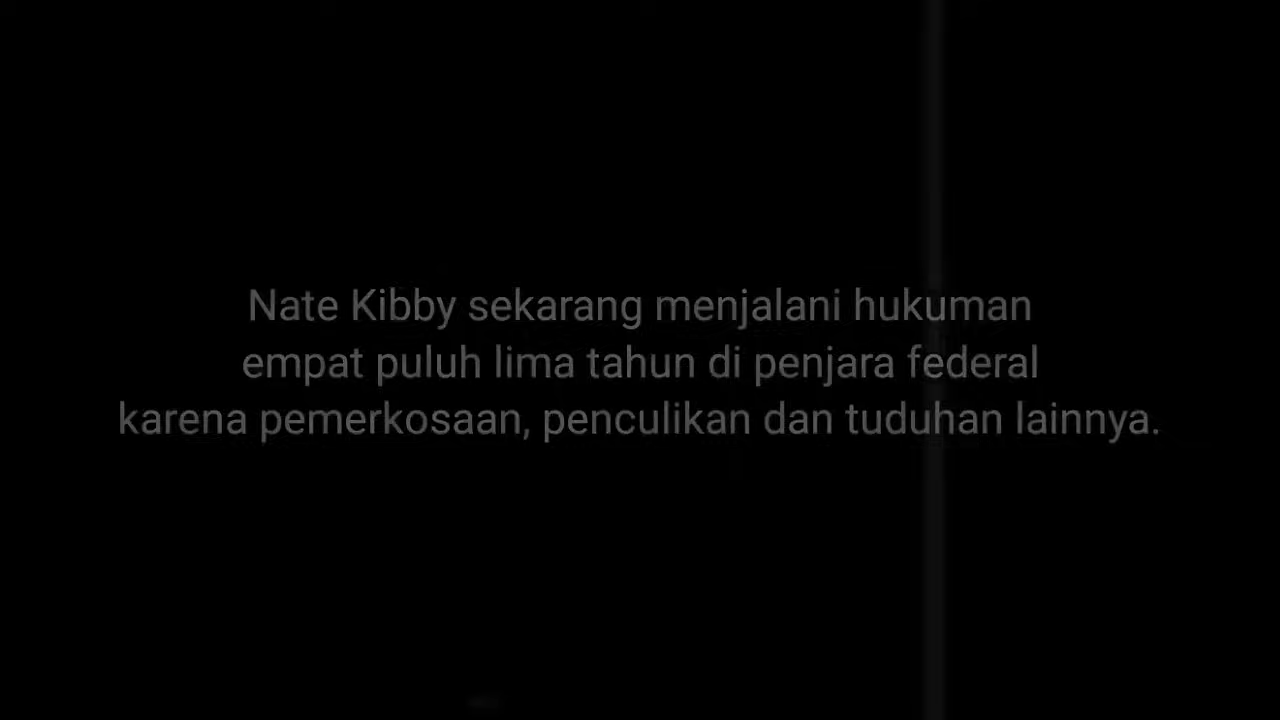 Nate Kibby sekarang menjalani hukuman
empat puluh lima tahun di penjara federal
karena pemerkosaan, penculikan dan tuduhan lainnya.